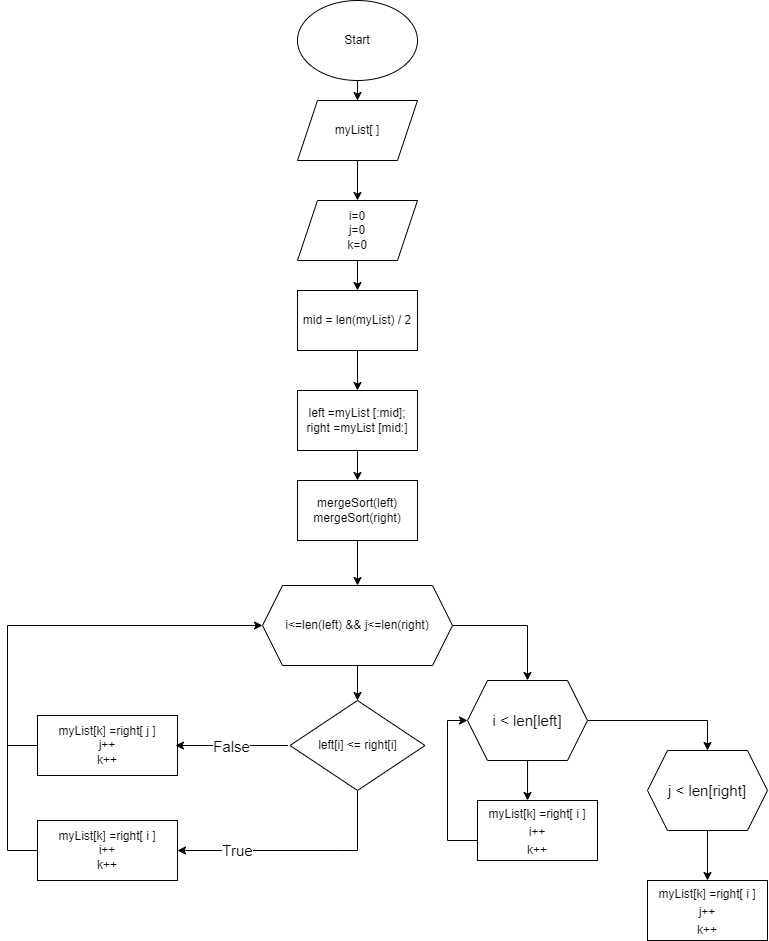 Start
myList[ ]
i=0
j=0
k=0
mid = len(myList) / 2
left =myList [:mid];
right =myList [mid:]
mergeSort(left)
mergeSort(right)
i<=len(left) && j<=len(right)
left[i] <= right[i]
False
myList[k] =right[ j ]
j++
k++
True
myList[k] =right[ i ]
i++
k++
i < len[left]
myList[k] =right[ i ]
i++
k++
j < len[right]
myList[k] =right[ i ]
j++
k++